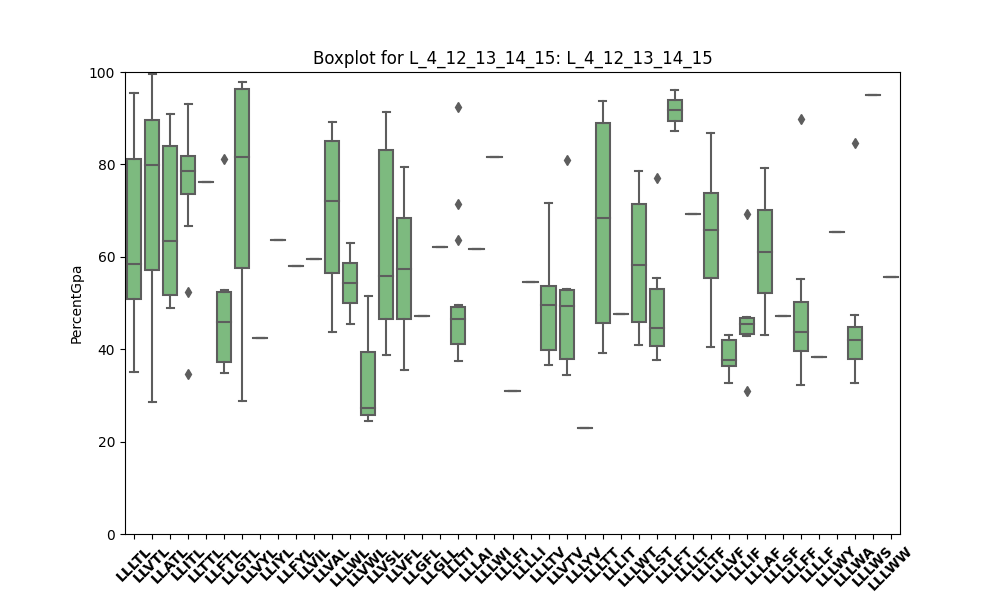 Boxplot for L_4_12_13_14_15: L_4_12_13_14_15
PercentGpa
100
80
60
40
20
0
LLLTL
LLVTL
LLATL
LLITL
LLTTL
LLFTL
LLGTL
LLVYL
LLIYL
LLFYL
LLVIL
LLVAL
LLLWL
LLVWL
LLVSL
LLVFL
LLGFL
LLGLL
LLLTI
LLLAI
LLLWI
LLLFI
LLLLI
LLLTV
LLVTV
LLLYV
LLLTT
LLLIT
LLLWT
LLLST
LLLFT
LLLLT
LLLTF
LLLVF
LLLIF
LLLAF
LLLSF
LLLFF
LLLLF
LLLWY
LLLWA
LLLWS
LLLWW